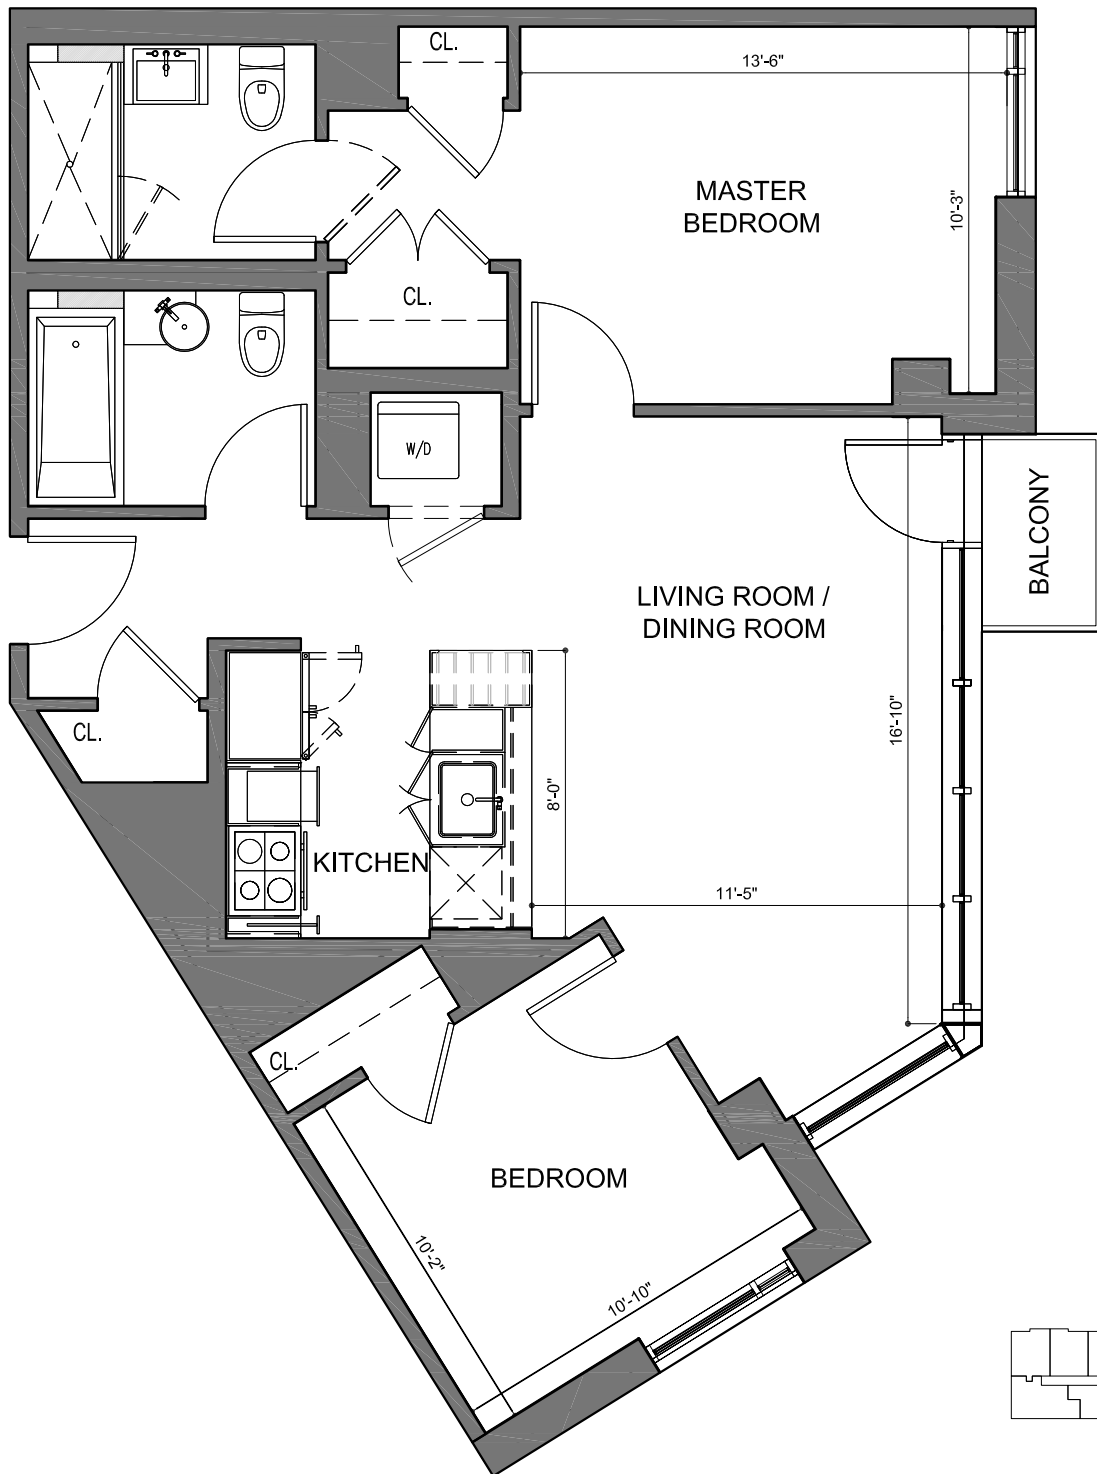 CL.
13'-6"
MASTER
BEDROOM
10'-3"
CL.
W/D
BALCONY
LIVING ROOM /
DINING ROOM
16'-10"
CL.
8'-0"
KITCHEN
11'-5"
CL.
BEDROOM
10'-2"
10'-10"